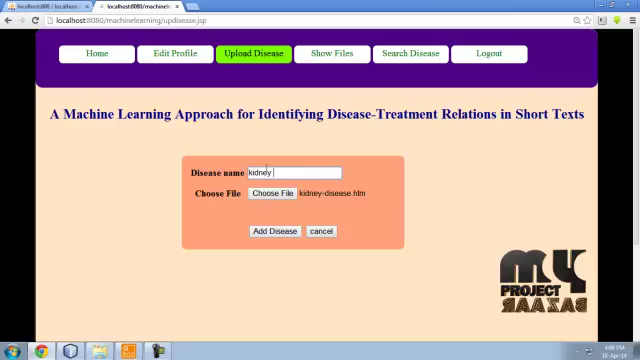 localhost:800 / localhost
localhost:8080/machinele
localhost:8080/machinelearning/updisease.jsp
Home
Edit Profile
Upload Disease
Show Files
Search Disease
Logout
A Machine Learning Approach for Identifying Disease-Treatment Relations in Short Texts
Disease name kidney
Choose File Choose File kidney-disease.htm
Add Disease cancel
my
PROJECT
BAZAAR
4:09 PM
10-Apr-14